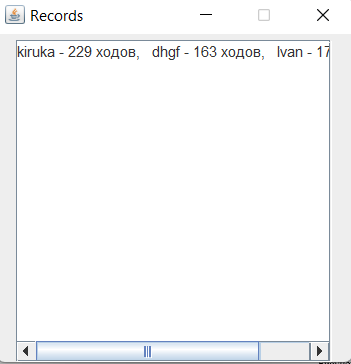 Records
kiruka - 229 ходов, dhgf - 163 ходов, Ivan - 17